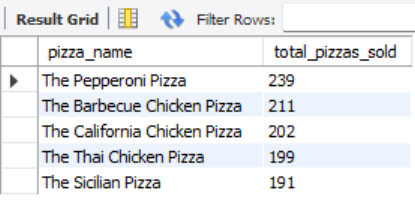 Result Grid Filter Rows:
pizza_name total_pizzas_sold
The Pepperoni Pizza 239
The Barbecue Chicken Pizza 211
The California Chicken Pizza 202
The Thai Chicken Pizza 199
The Sicilian Pizza 191